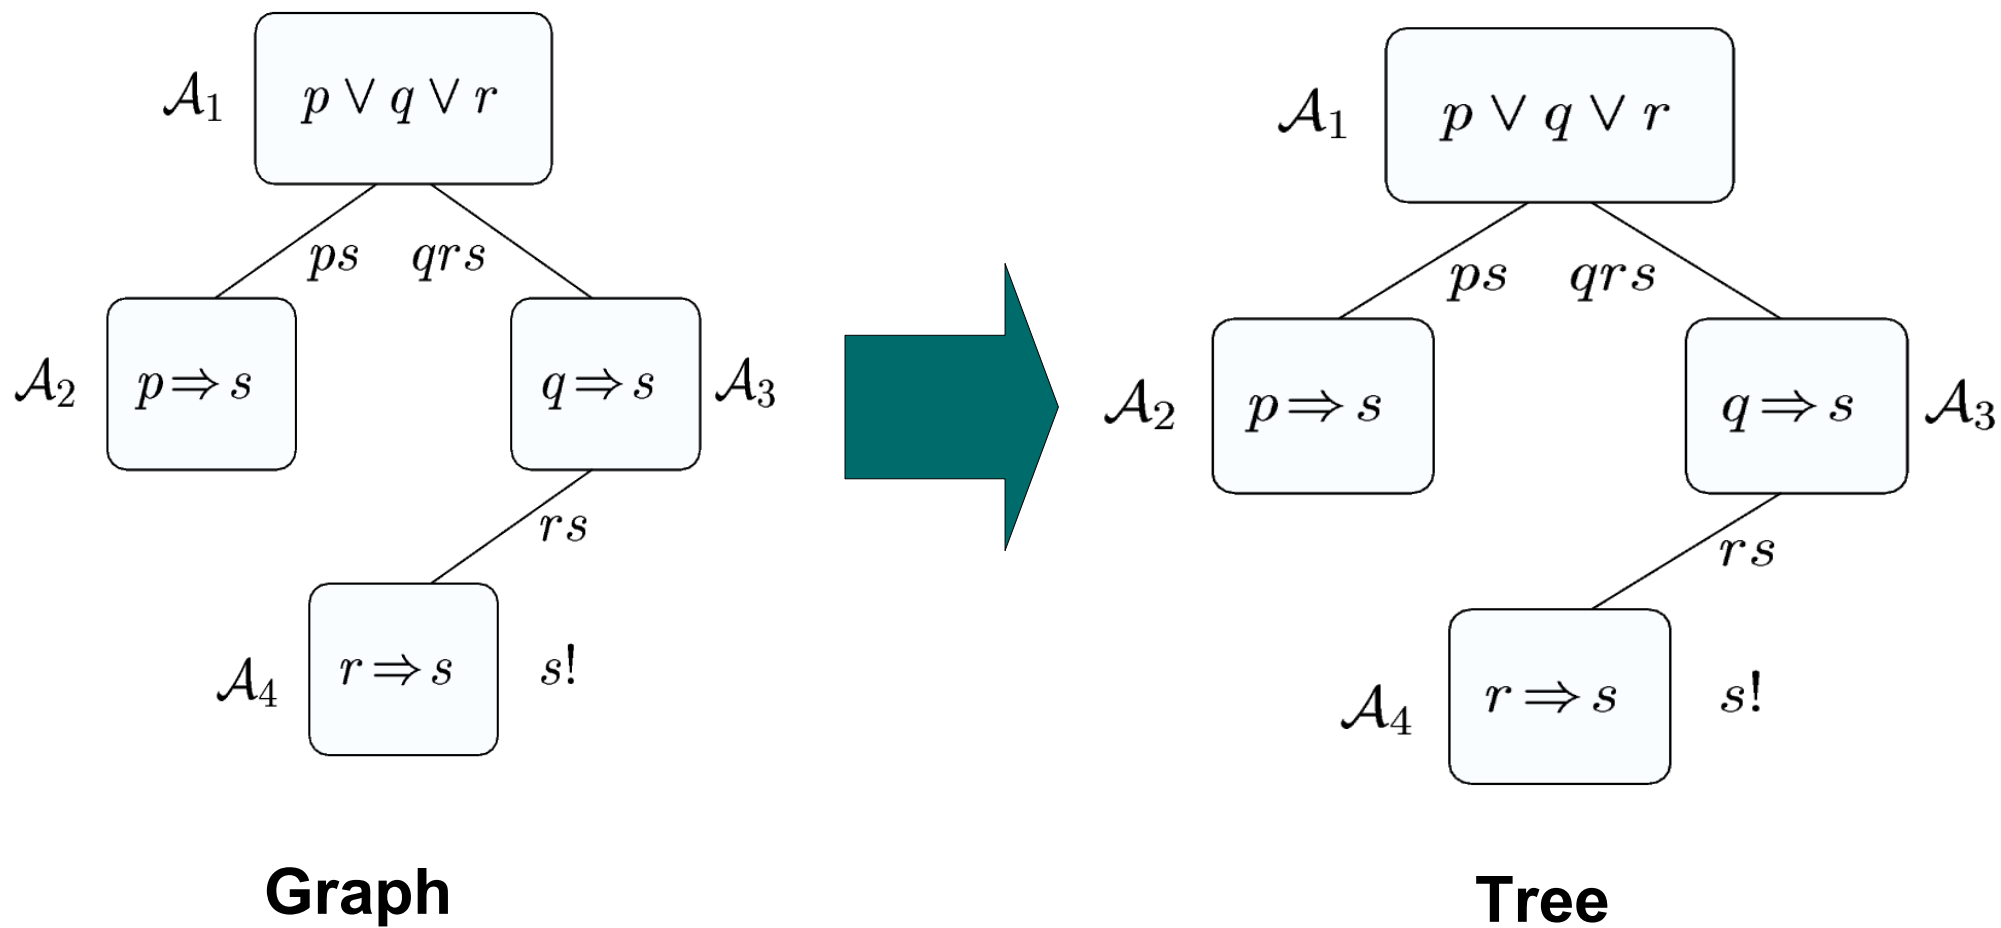 𝒜₁ p ∨ q ∨ r
ps qrs
𝒜₂ p ⇒ s
q ⇒ s 𝒜₃
rs
𝒜₄ r ⇒ s s!
Graph
𝒜₁ p ∨ q ∨ r
ps qrs
𝒜₂ p ⇒ s
q ⇒ s 𝒜₃
rs
𝒜₄ r ⇒ s s!
Tree